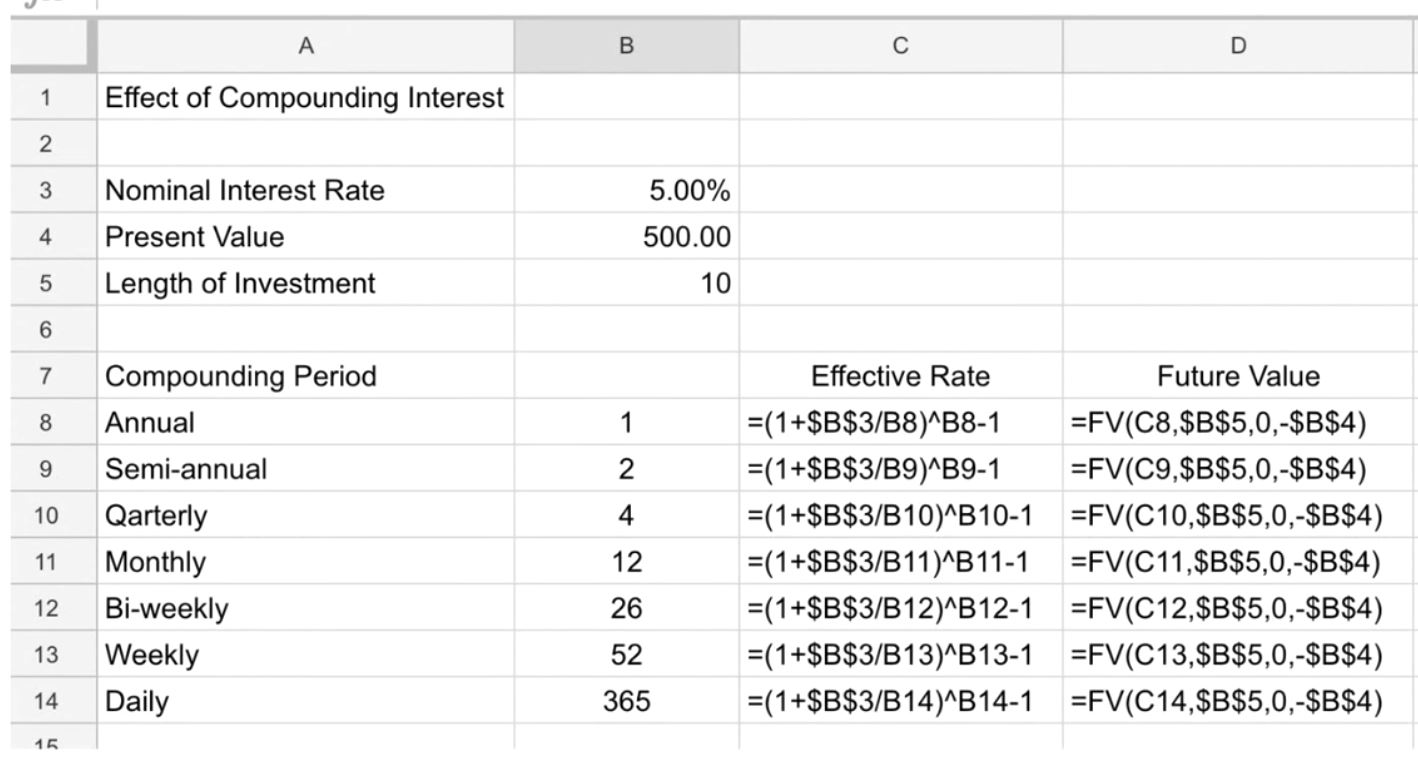 A B C D
1 Effect of Compounding Interest
2
3 Nominal Interest Rate 5.00%
4 Present Value 500.00
5 Length of Investment 10
6
7 Compounding Period Effective Rate Future Value
8 Annual 1 =(1+$B$3/B8)^B8-1 =FV(C8,$B$5,0,-$B$4)
9 Semi-annual 2 =(1+$B$3/B9)^B9-1 =FV(C9,$B$5,0,-$B$4)
10 Qarterly 4 =(1+$B$3/B10)^B10-1 =FV(C10,$B$5,0,-$B$4)
11 Monthly 12 =(1+$B$3/B11)^B11-1 =FV(C11,$B$5,0,-$B$4)
12 Bi-weekly 26 =(1+$B$3/B12)^B12-1 =FV(C12,$B$5,0,-$B$4)
13 Weekly 52 =(1+$B$3/B13)^B13-1 =FV(C13,$B$5,0,-$B$4)
14 Daily 365 =(1+$B$3/B14)^B14-1 =FV(C14,$B$5,0,-$B$4)
15